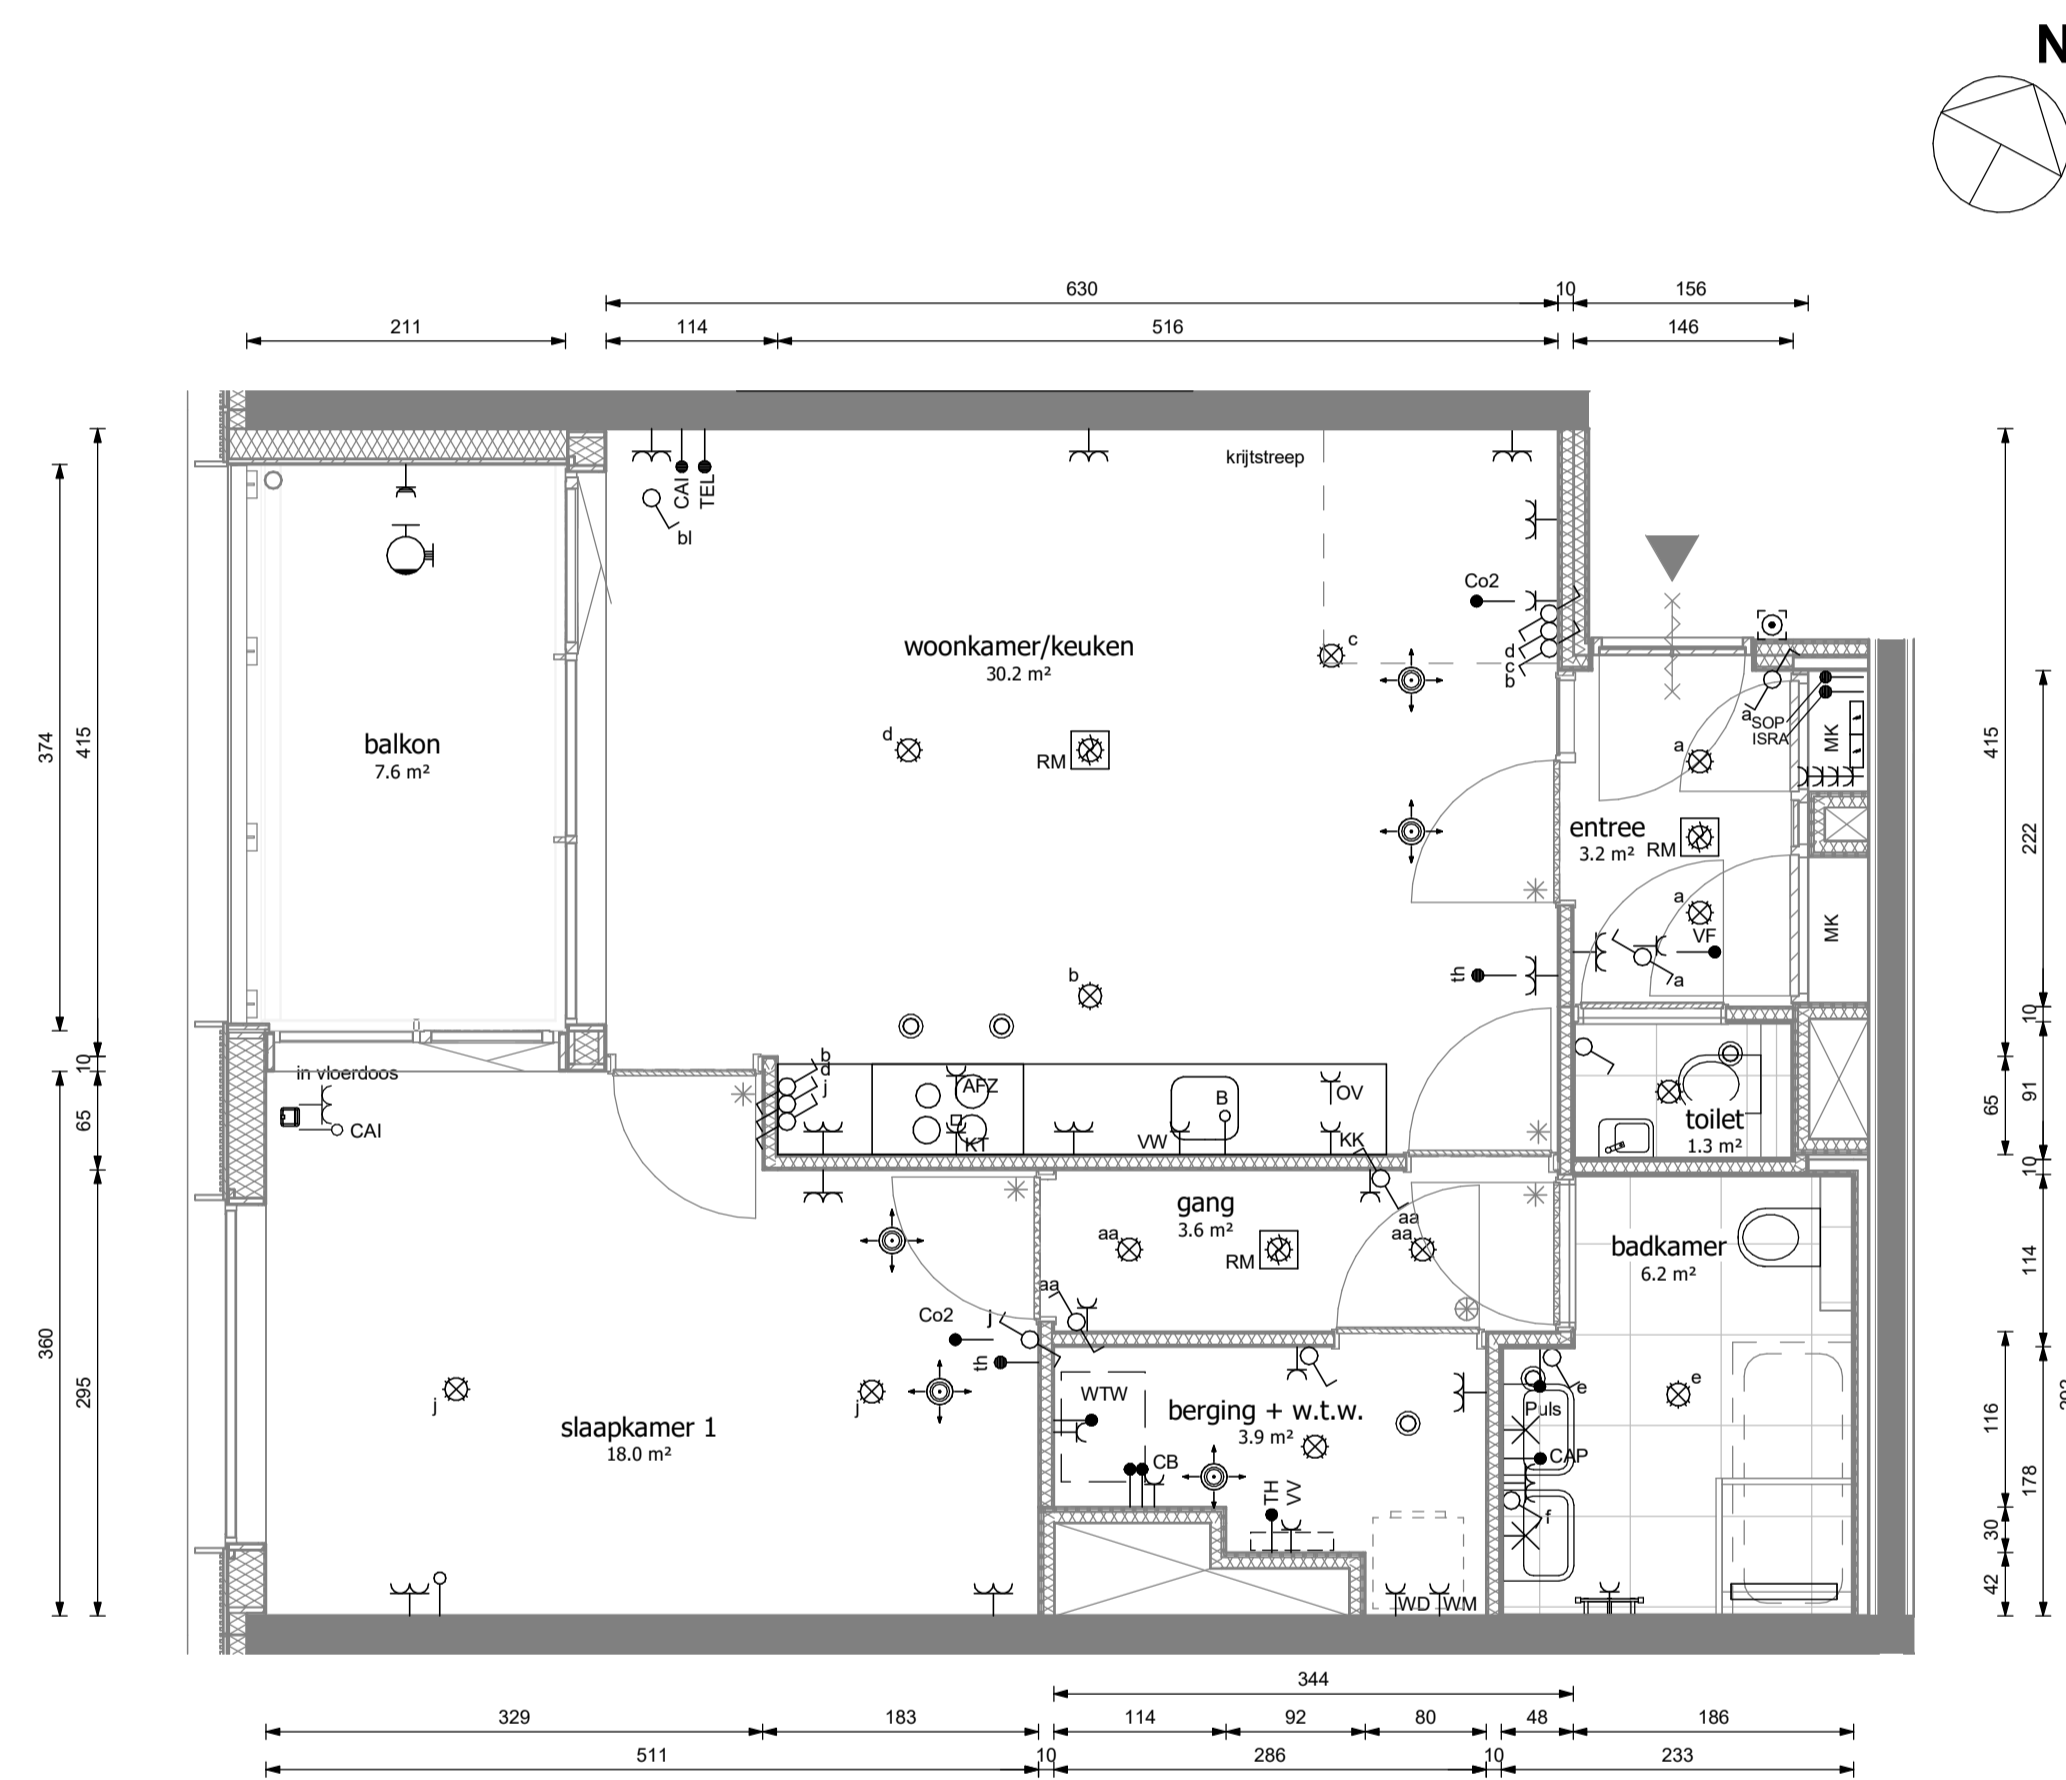 N
630
10
156
211
114
516
146
krijtstreep
CAI
TEL
bl
Co2
woonkamer/keuken
30.2 m²
c
d
c
b
a
SOP
ISRA
MK
374
415
415
balkon
7.6 m²
d
RM
a
entree
3.2 m²
RM
222
a
VF
MK
a
b
th
10
10
in vloerdoos
CAI
b
d
j
AFZ
KT
VW
B
OV
KK
toilet
1.3 m²
65
65
91
10
gang
3.6 m²
aa
RM
aa
aa
badkamer
6.2 m²
114
aa
Co2
j
th
360
295
j
j
slaapkamer 1
18.0 m²
WTW
berging + w.t.w.
3.9 m²
CB
TH
VV
e
Puls
CAP
f
e
116
178
30
42
WD
WM
344
329
183
114
92
80
48
186
511
10
286
10
233